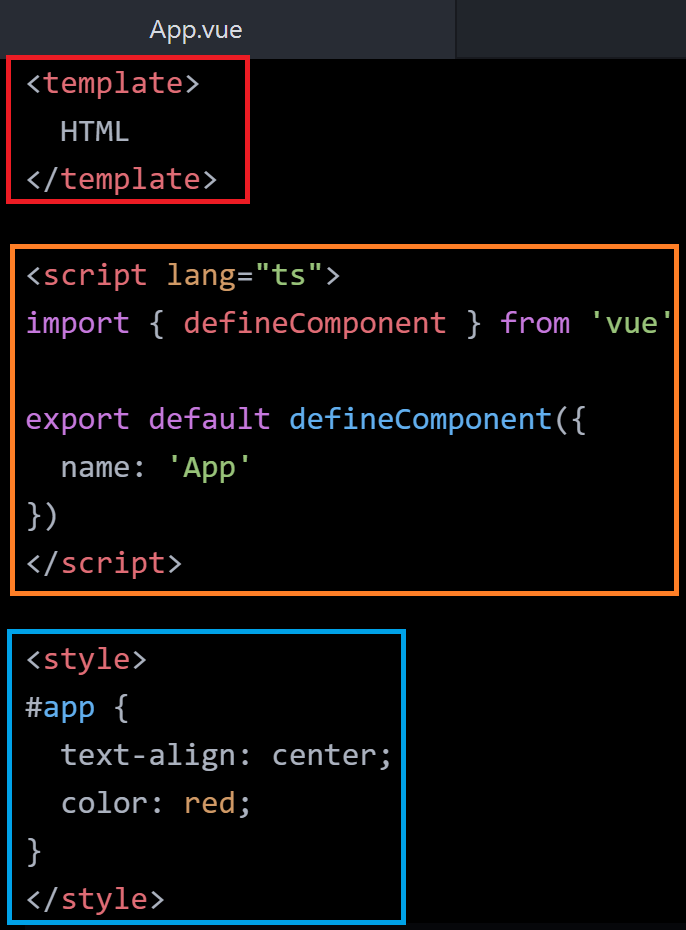 App.vue
<template>
  HTML
</template>
<script lang="ts">
import { defineComponent } from 'vue'
export default defineComponent({
  name: 'App'
})
</script>
<style>
#app {
  text-align: center;
  color: red;
}
</style>